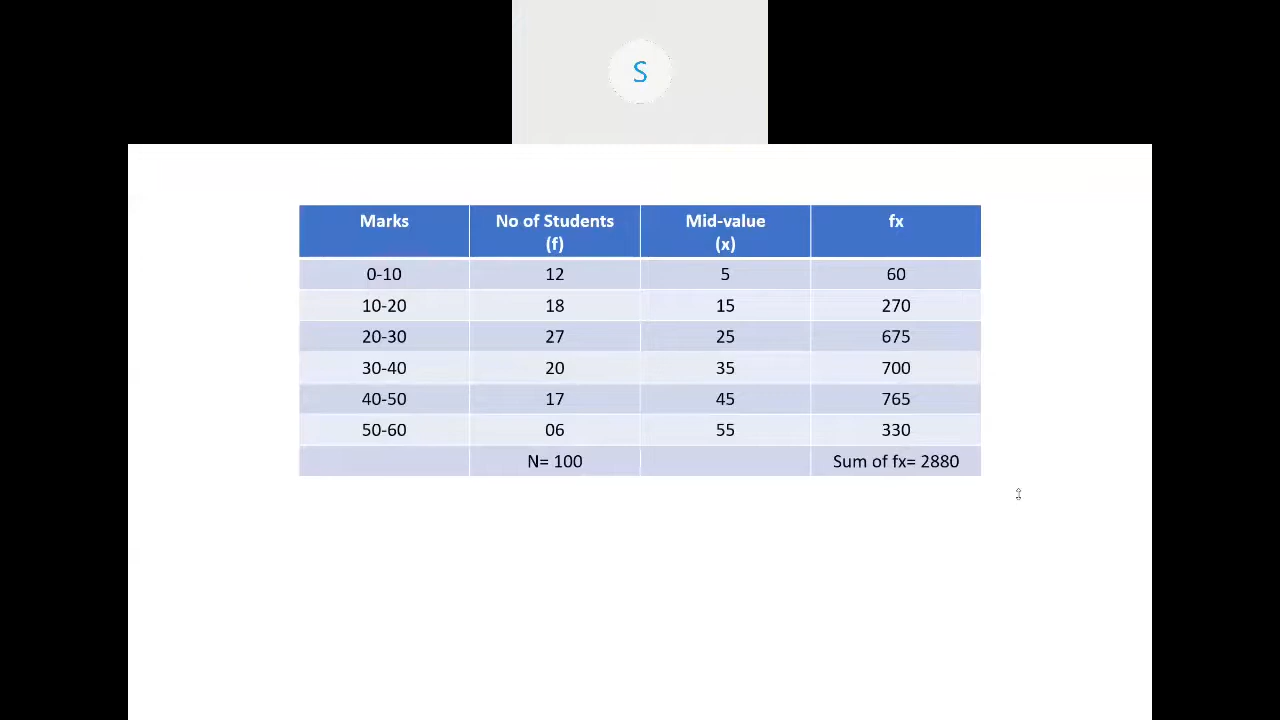 S
Marks No of Students (f) Mid-value (x) fx
0-10 12 5 60
10-20 18 15 270
20-30 27 25 675
30-40 20 35 700
40-50 17 45 765
50-60 06 55 330
N= 100 Sum of fx= 2880